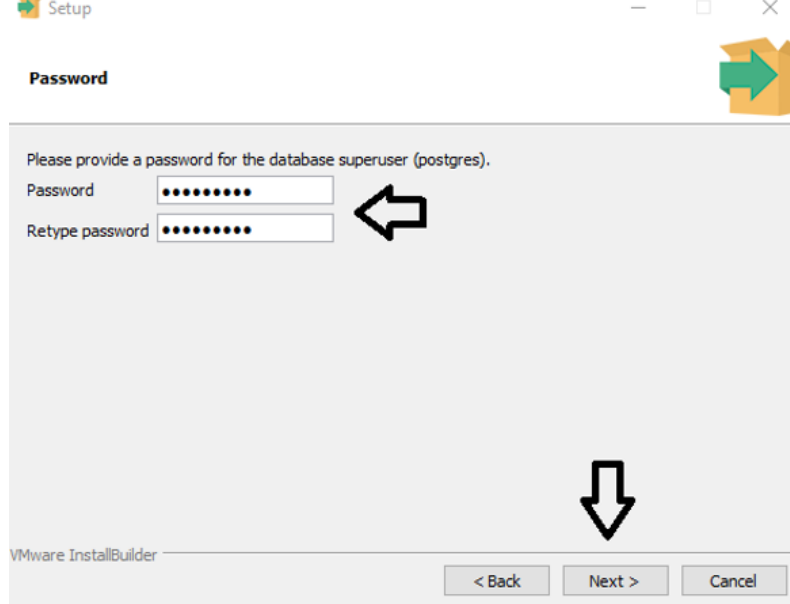 Setup
Password
Please provide a password for the database superuser (postgres).
Password
Retype password
VMware InstallBuilder
< Back Next > Cancel